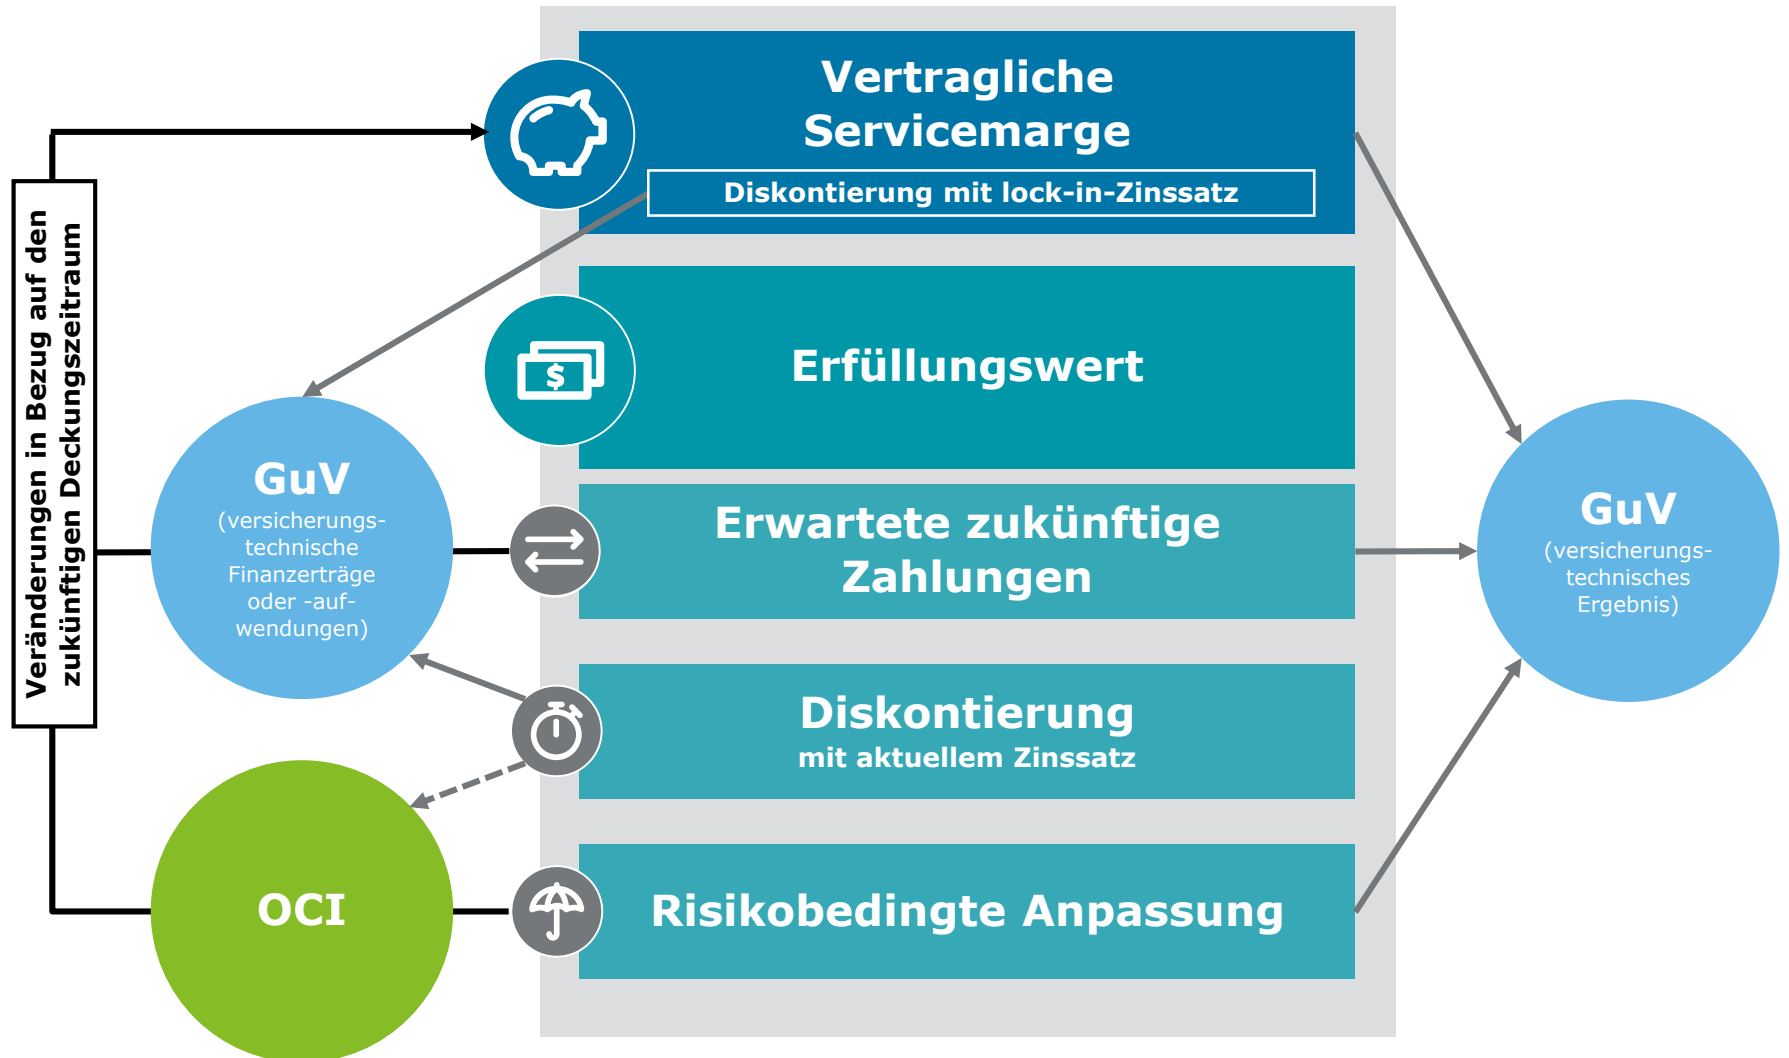 Vertragliche
Servicemarge
Diskontierung mit lock-in-Zinssatz
Veränderungen in Bezug auf den
zukünftigen Deckungszeitraum
Erfüllungswert
$
GuV
(versicherungs-
technische
Finanzerträge
oder -auf-
wendungen)
Erwartete zukünftige
Zahlungen
GuV
(versicherungs-
technisches
Ergebnis)
Diskontierung
mit aktuellem Zinssatz
OCI
Risikobedingte Anpassung